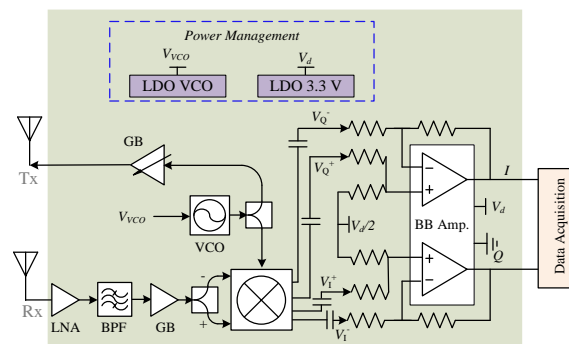 Power Management
V_VCO
V_d
LDO VCO
LDO 3.3 V
V_Q^-
GB
V_Q^+
Tx
I
V_VCO
V_d/2
V_d
VCO
BB Amp.
Data Acquisition
Q
-
V_I^+
Rx
LNA
BPF
GB
+
V_I^-